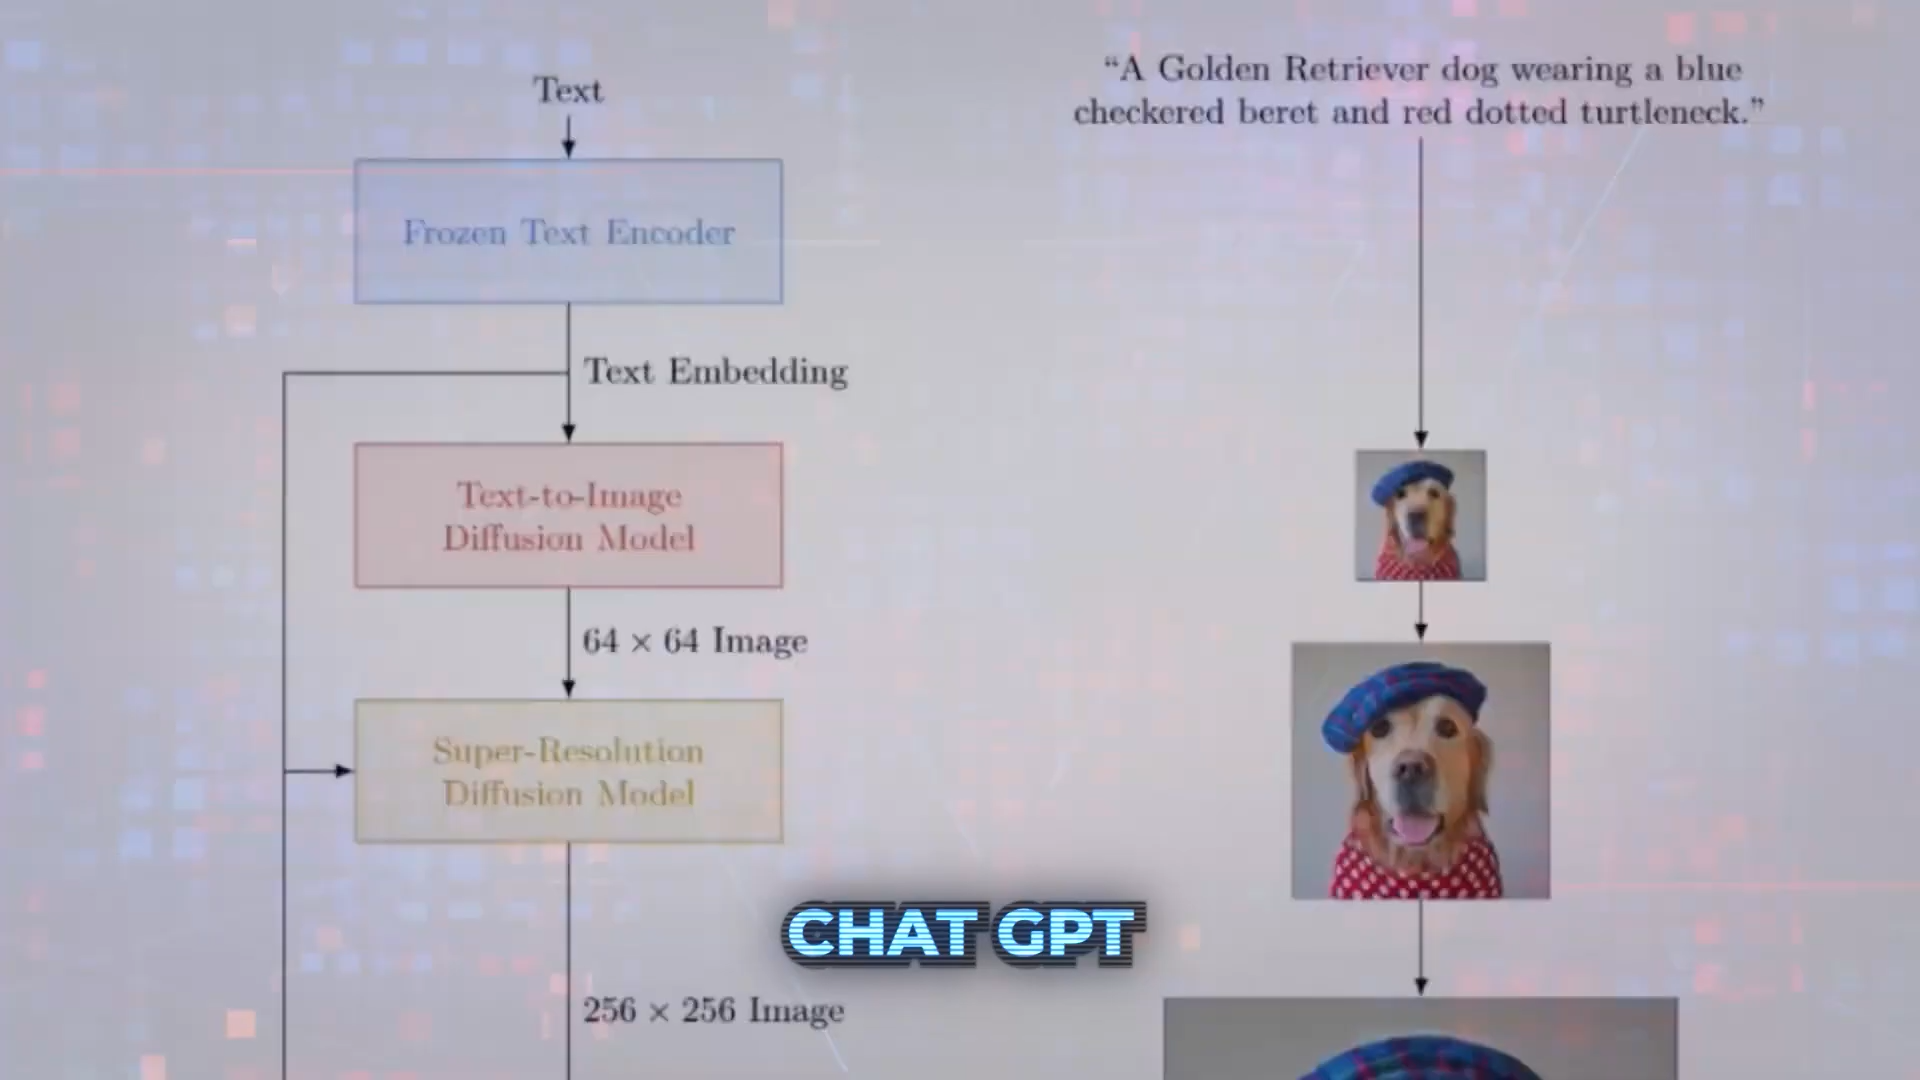 Text
Frozen Text Encoder
Text Embedding
Text-to-Image
Diffusion Model
64 × 64 Image
Super-Resolution
Diffusion Model
256 × 256 Image
“A Golden Retriever dog wearing a blue
checkered beret and red dotted turtleneck.”
CHAT GPT